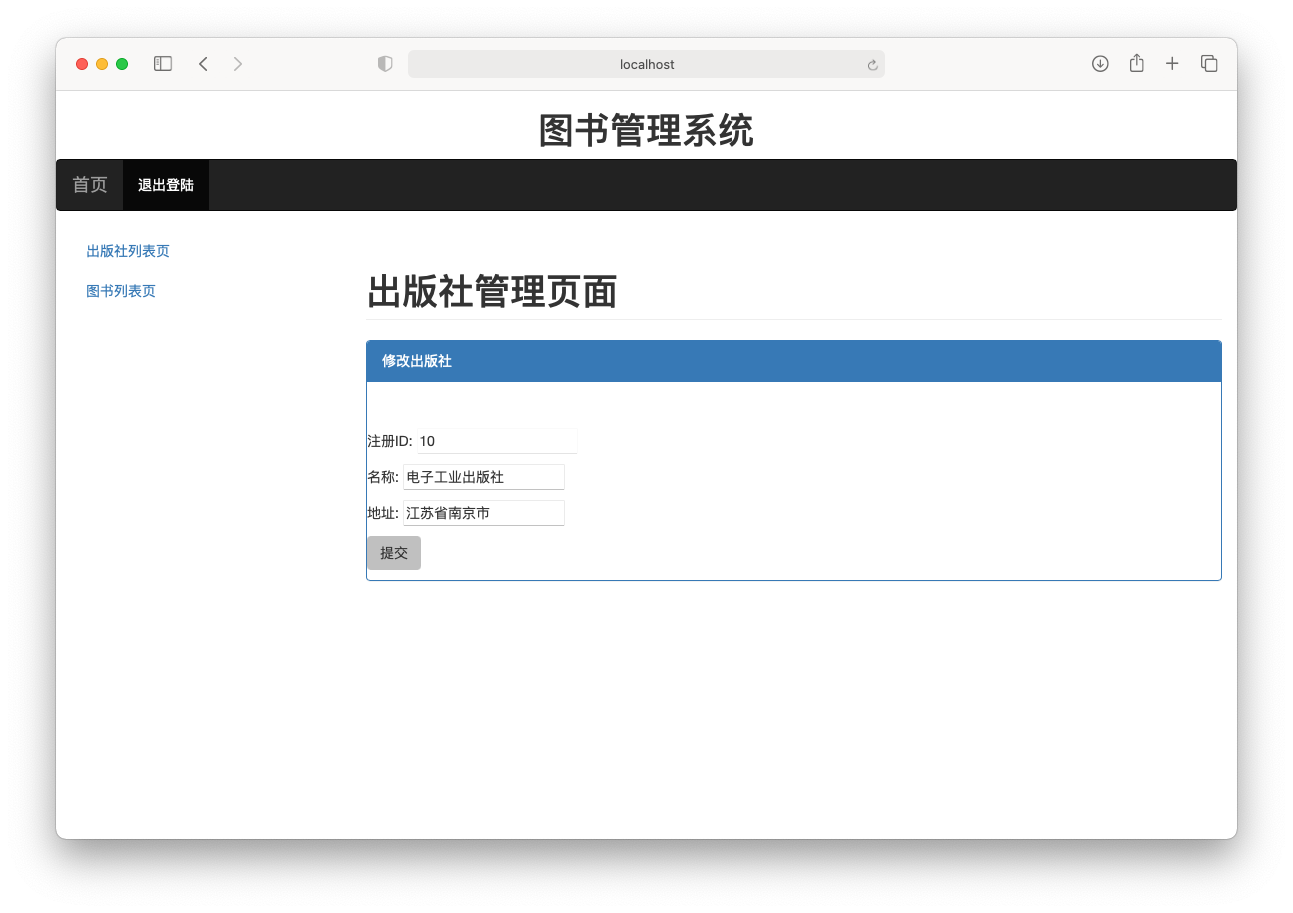 localhost
图书管理系统
首页 退出登陆
出版社列表页
图书列表页
出版社管理页面
修改出版社
注册ID: 10
名称: 电子工业出版社
地址: 江苏省南京市
提交